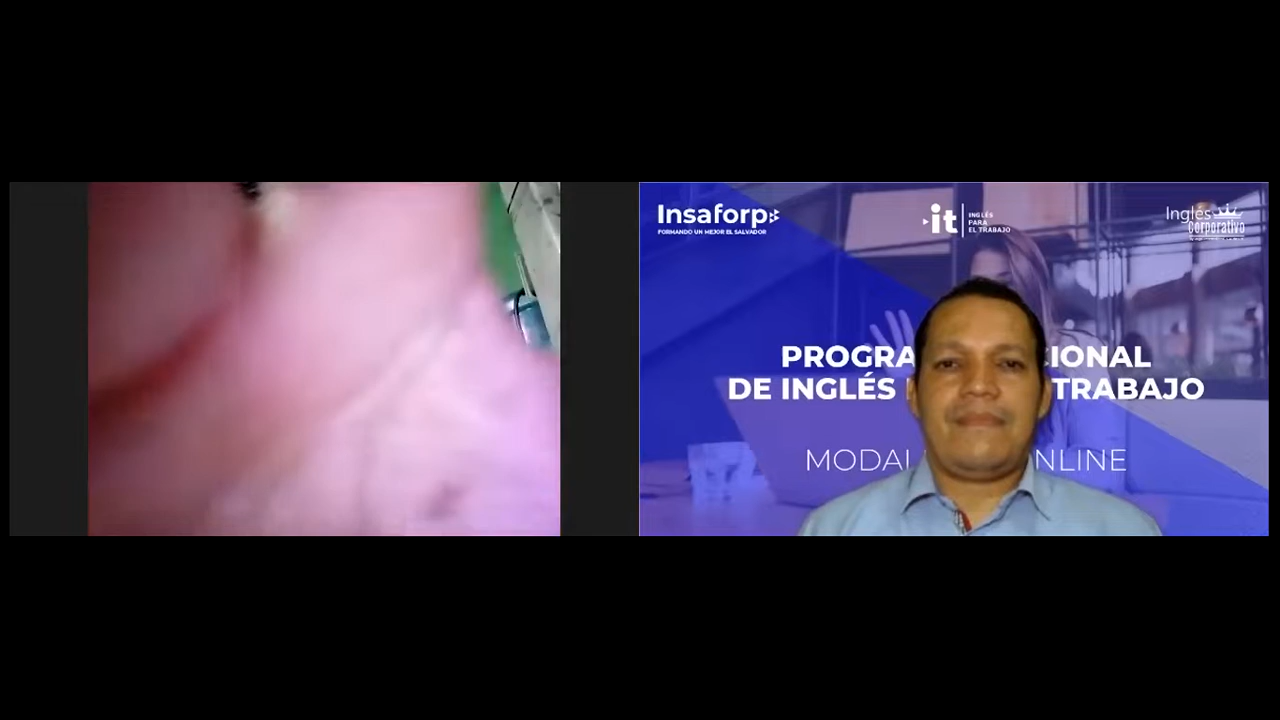 Insaforp
FORMANDO UN MEJOR EL SALVADOR
it
INGLÉS
PARA
EL TRABAJO
Inglés
Corporativo
PROGRA IONAL
DE INGLÉS TRABAJO
MODAL NLINE